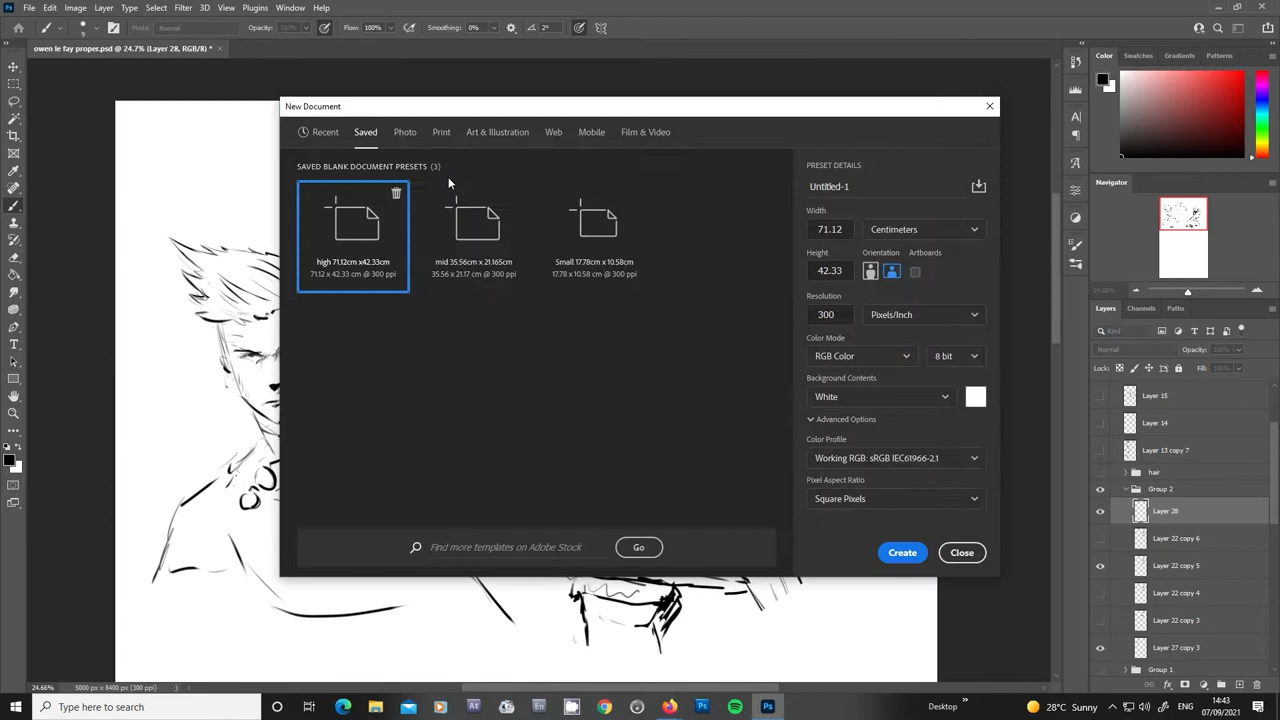 File Edit Image Layer Type Select Filter 3D View Plugins Window Help
9 Mode: Normal Opacity: 100% Flow: 100% Smoothing: 0% 2°
owen le fay proper.psd @ 24.7% (Layer 28, RGB/8) *
New Document
Recent Saved Photo Print Art & Illustration Web Mobile Film & Video
SAVED BLANK DOCUMENT PRESETS (3)
high 71.12cm x42.33cm
71.12 x 42.33 cm @ 300 ppi
mid 35.56cm x 21.165cm
35.56 x 21.17 cm @ 300 ppi
Small 17.78cm x 10.58cm
17.78 x 10.58 cm @ 300 ppi
Find more templates on Adobe Stock Go
PRESET DETAILS
Untitled-1
Width
71.12 Centimeters
Height Orientation Artboards
42.33
Resolution
300 Pixels/Inch
Color Mode
RGB Color 8 bit
Background Contents
White
Advanced Options
Color Profile
Working RGB: sRGB IEC61966-2.1
Pixel Aspect Ratio
Square Pixels
Create Close
Color Swatches Gradients Patterns
Navigator
24.66%
Layers Channels Paths
Kind
Normal Opacity: 100%
Lock: Fill: 100%
Layer 15
Layer 14
Layer 13 copy 7
hair
Group 2
Layer 28
Layer 22 copy 6
Layer 22 copy 5
Layer 22 copy 4
Layer 22 copy 3
Layer 27 copy 3
Group 1
24.66% 5000 px x 8400 px (300 ppi)
Type here to search
Desktop
28°C Sunny
14:43
07/09/2021